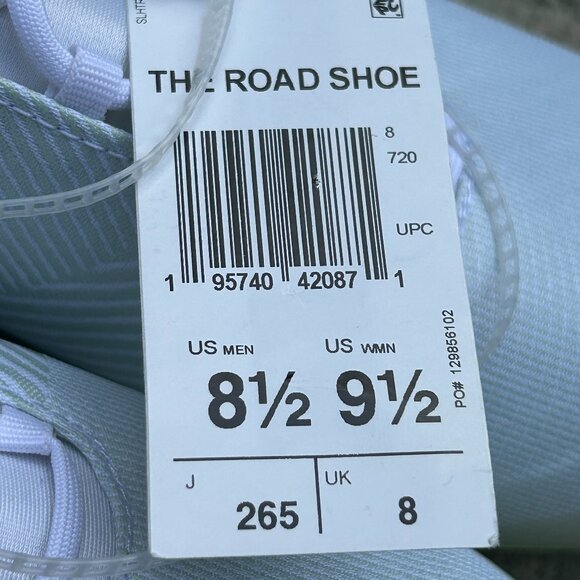 THE ROAD SHOE
8
720
UPC
1 95740 42087 1
US MEN US WMN
8½ 9½
PO# 129856102
J UK
265 8